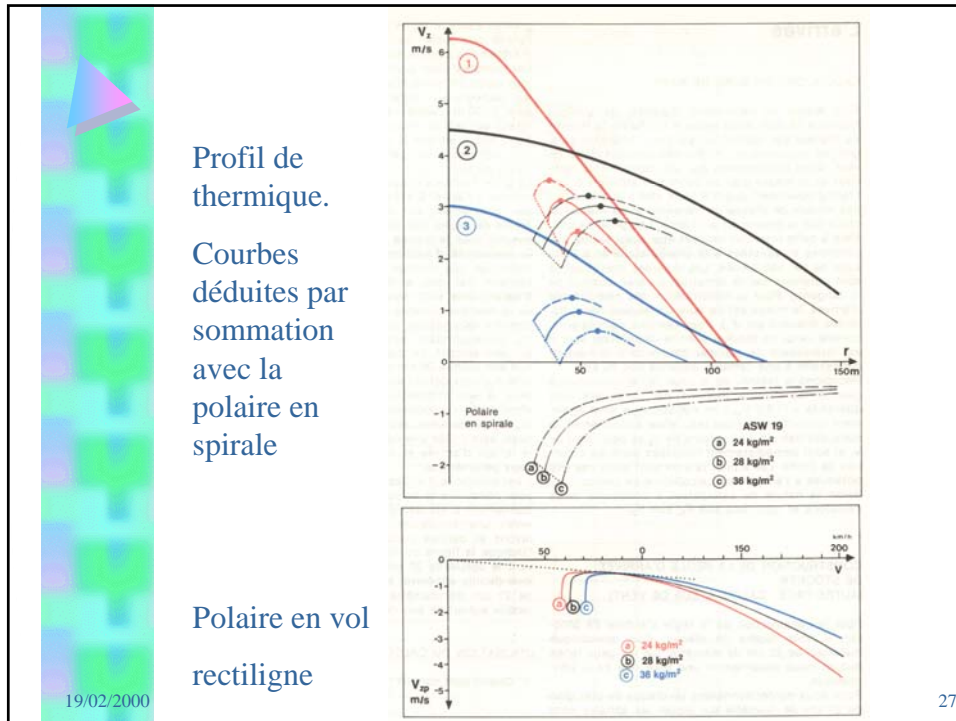 Profil de
thermique.
Courbes
déduites par
sommation
avec la
polaire en
spirale
Polaire en vol
rectiligne
19/02/2000
27
Vz
m/s
6
5
4
3
2
1
0
-1
-2
1
2
3
r
50
100
150m
Polaire
en spirale
ASW 19
a 24 kg/m²
b 28 kg/m²
c 36 kg/m²
a
b
c
km/h
50
0
150
200
V
0
-1
-2
-3
-4
-5
a
b
c
a 24 kg/m²
b 28 kg/m²
c 36 kg/m²
Vzp
m/s